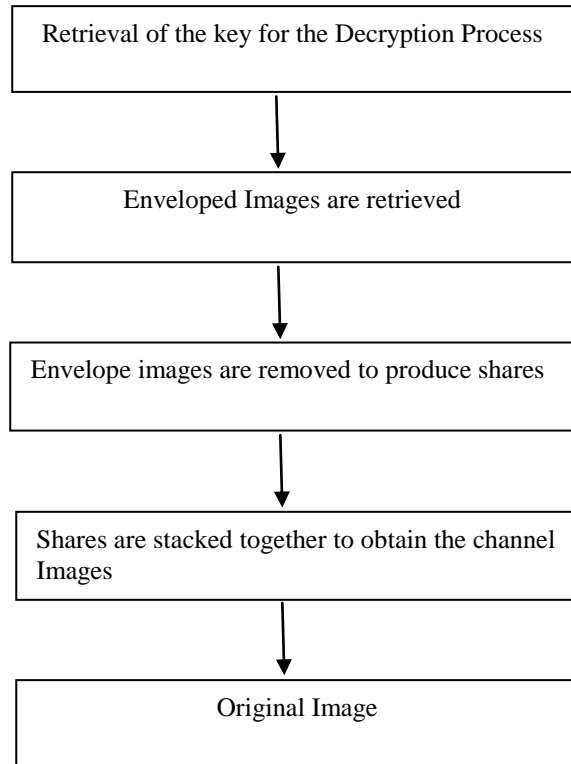 Retrieval of the key for the Decryption Process
Enveloped Images are retrieved
Envelope images are removed to produce shares
Shares are stacked together to obtain the channel
Images
Original Image